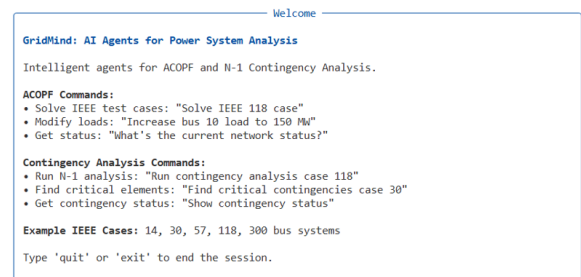 Welcome
GridMind: AI Agents for Power System Analysis
Intelligent agents for ACOPF and N-1 Contingency Analysis.
ACOPF Commands:
• Solve IEEE test cases: "Solve IEEE 118 case"
• Modify loads: "Increase bus 10 load to 150 MW"
• Get status: "What's the current network status?"
Contingency Analysis Commands:
• Run N-1 analysis: "Run contingency analysis case 118"
• Find critical elements: "Find critical contingencies case 30"
• Get contingency status: "Show contingency status"
Example IEEE Cases: 14, 30, 57, 118, 300 bus systems
Type 'quit' or 'exit' to end the session.